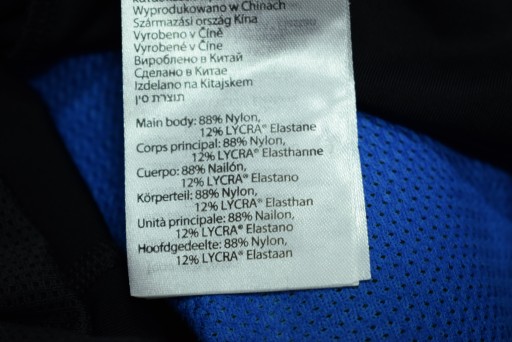 Wyprodukowano w Chinach
Származási ország Kína
Vyrobeno v Číně
Vyrobené v Číne
Вироблено в Китай
Сделано в Китае
Izdelano na Kitajskem
תוצרת סין
Main body: 88% Nylon,
12% LYCRA® Elastane
Corps principal: 88% Nylon,
12% LYCRA® Elasthanne
Cuerpo: 88% Nailón,
12% LYCRA® Elastano
Körperteil: 88% Nylon,
12% LYCRA® Elasthan
Unità principale: 88% Nailon,
12% LYCRA® Elastano
Hoofdgedeelte: 88% Nylon,
12% LYCRA® Elastaan